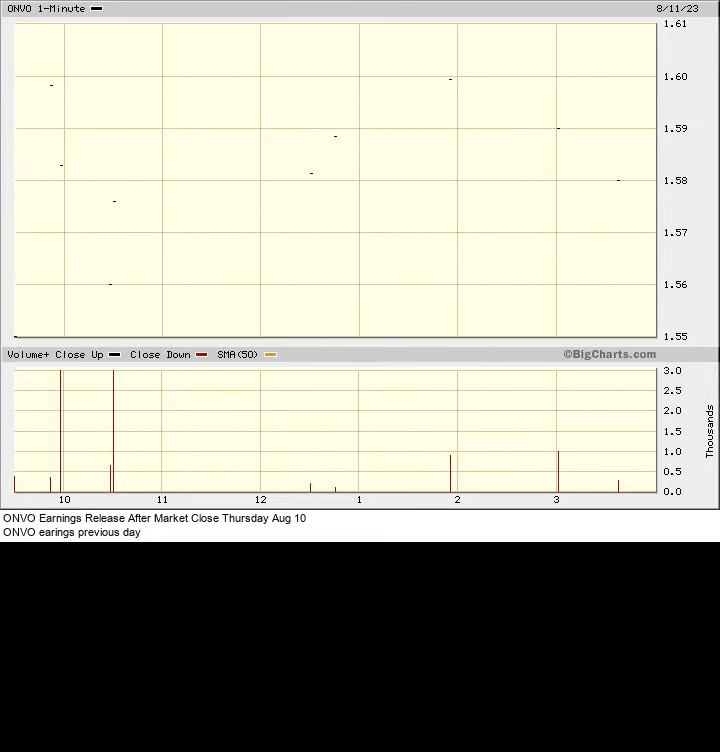 ONVO 1-Minute 8/11/23
1.61
1.60
1.59
1.58
1.57
1.56
1.55
Volume+ Close Up Close Down SMA(50) ©BigCharts.com
3.0
2.5
2.0
1.5
1.0
0.5
0.0
Thousands
10 11 12 1 2 3
ONVO Earnings Release After Market Close Thursday Aug 10
ONVO earings previous day